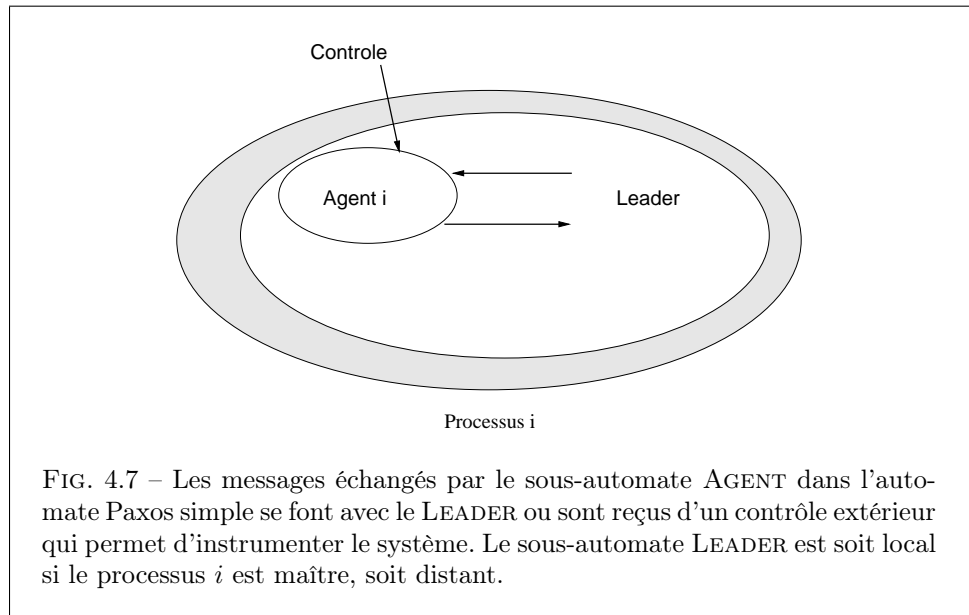 Controle
Agent i
Leader
Processus i
FIG. 4.7 – Les messages échangés par le sous-automate AGENT dans l'auto-
mate Paxos simple se font avec le LEADER ou sont reçus d'un contrôle extérieur
qui permet d'instrumenter le système. Le sous-automate LEADER est soit local
si le processus i est maître, soit distant.